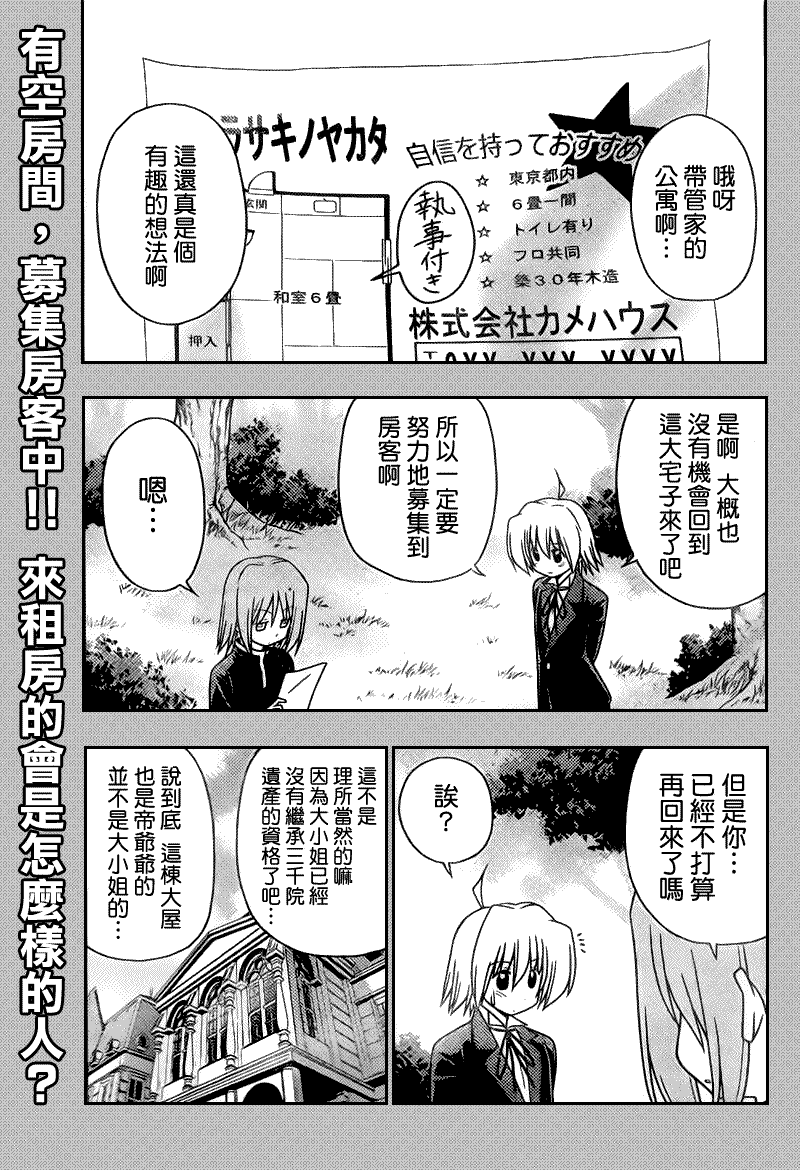 有空房間，募集房客中!! 來租房的會是怎麼樣的人？
哦呀
帶管家的
公寓啊…
ラサキノヤカタ
自信を持っておすすめ
☆ 東京都内
☆ 6畳一間
☆ トイレ有り
☆ フロ共同
☆ 築30年木造
執事付き
玄関
和室6畳
押入
株式会社カメハウス
這還真是個
有趣的想法啊
是啊 大概也
沒有機會回到
這大宅子來了吧
所以一定要
努力地募集到
房客啊
嗯…
但是你…
已經不打算
再回來了嗎
誒？
這不是
理所當然的嘛
因為大小姐已經
沒有繼承三千院
遺產的資格了吧…
說到底 這棟大屋
也是帝爺爺的
並不是大小姐的…